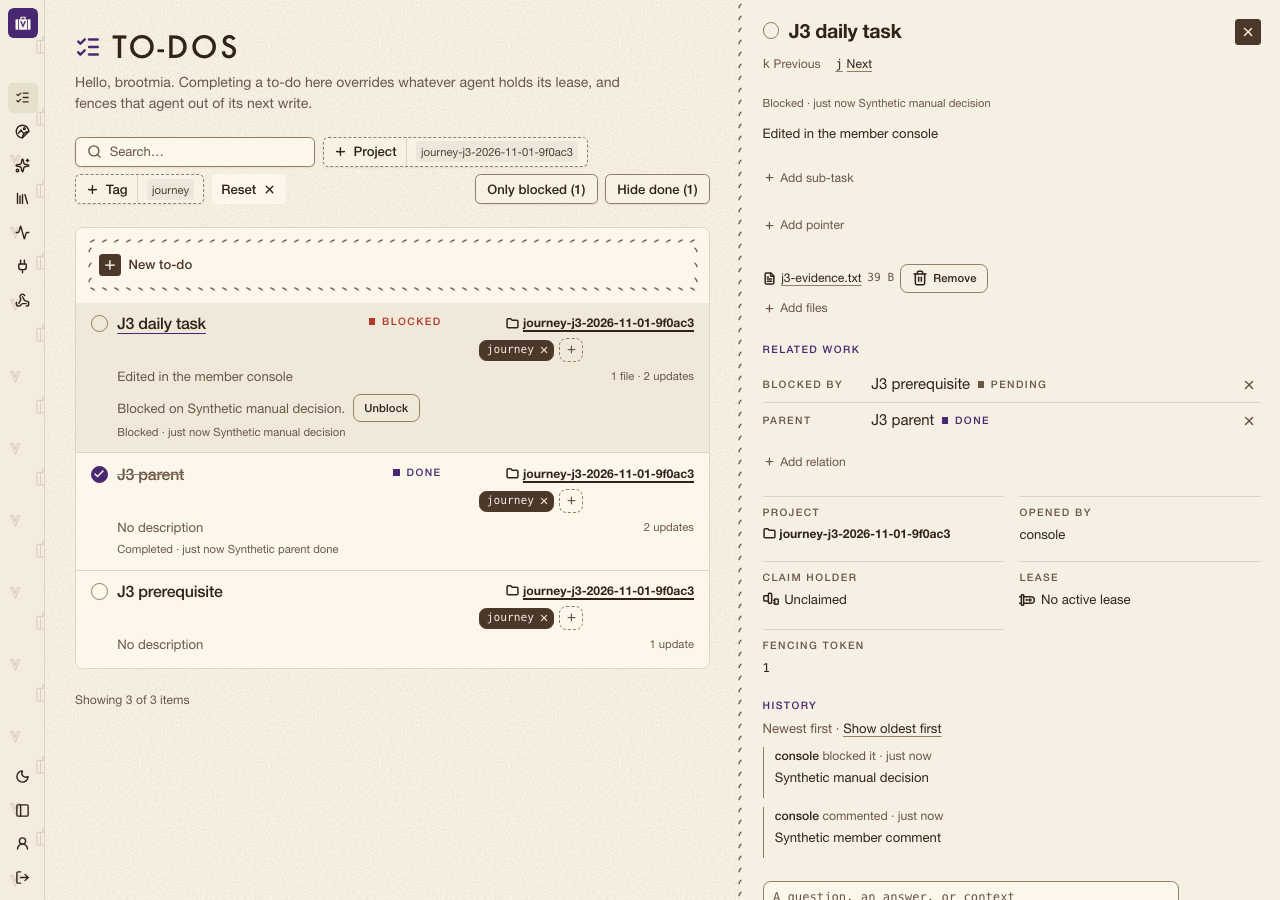 TO-DOS
Hello, brootmia. Completing a to-do here overrides whatever agent holds its lease, and
fences that agent out of its next write.
Search…
+ Project journey-j3-2026-11-01-9f0ac3
+ Tag journey
Reset ×
Only blocked (1)
Hide done (1)
+ New to-do
J3 daily task
BLOCKED
journey-j3-2026-11-01-9f0ac3
journey × +
Edited in the member console
1 file · 2 updates
Blocked on Synthetic manual decision. Unblock
Blocked · just now Synthetic manual decision
J3 parent
DONE
journey-j3-2026-11-01-9f0ac3
journey × +
No description
2 updates
Completed · just now Synthetic parent done
J3 prerequisite
journey-j3-2026-11-01-9f0ac3
journey × +
No description
1 update
Showing 3 of 3 items
J3 daily task
k Previous j Next
Blocked · just now Synthetic manual decision
Edited in the member console
+ Add sub-task
+ Add pointer
j3-evidence.txt 39 B Remove
+ Add files
RELATED WORK
BLOCKED BY J3 prerequisite PENDING ×
PARENT J3 parent DONE ×
+ Add relation
PROJECT
journey-j3-2026-11-01-9f0ac3
OPENED BY
console
CLAIM HOLDER
Unclaimed
LEASE
No active lease
FENCING TOKEN
1
HISTORY
Newest first · Show oldest first
console blocked it · just now
Synthetic manual decision
console commented · just now
Synthetic member comment
A question, an answer, or context